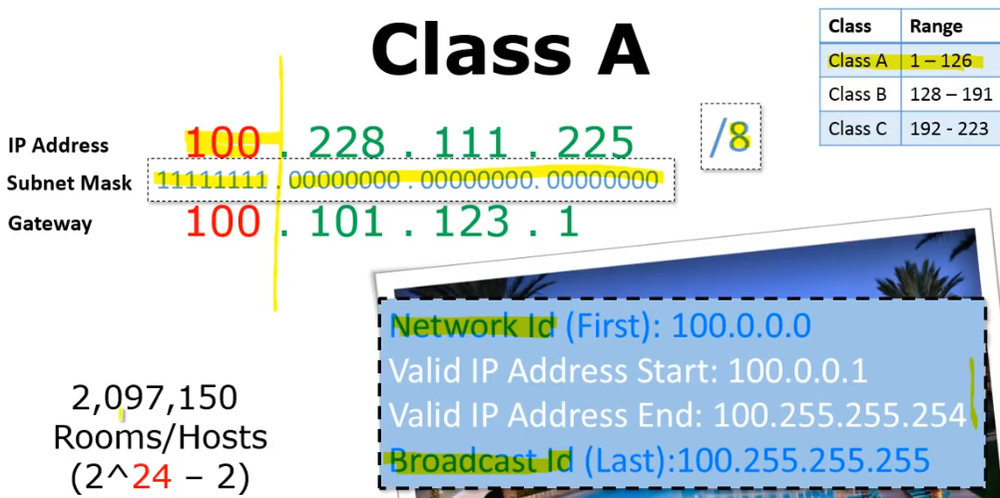 Class A
Class Range
Class A 1 – 126
Class B 128 – 191
Class C 192 - 223
IP Address 100 . 228 . 111 . 225 /8
Subnet Mask 11111111 . 00000000 . 00000000. 00000000
Gateway 100 . 101 . 123 . 1
Network Id (First): 100.0.0.0
Valid IP Address Start: 100.0.0.1
Valid IP Address End: 100.255.255.254
Broadcast Id (Last):100.255.255.255
2,097,150
Rooms/Hosts
(2^24 – 2)